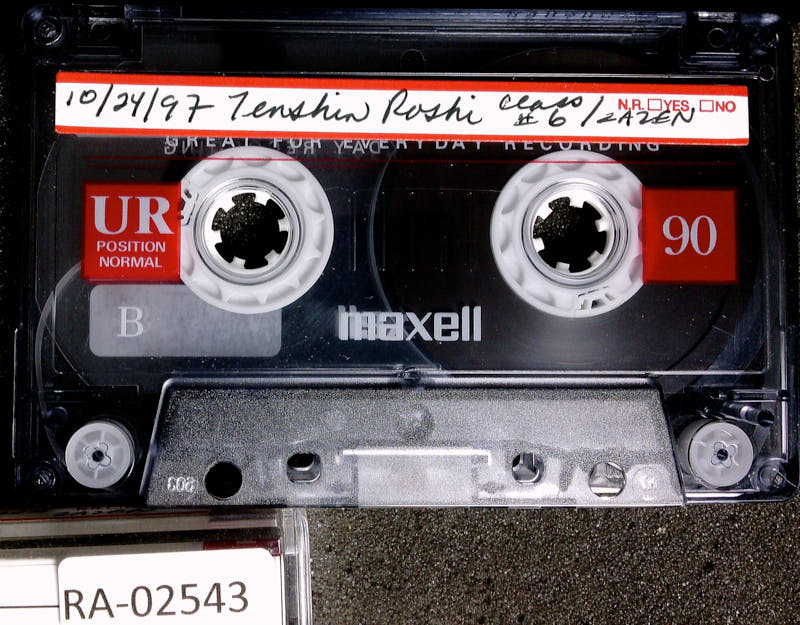 10/24/97 Tenshin Roshi Class #6/ZAZEN N.R. YES NO
GREAT FOR EVERYDAY RECORDING
UR
POSITION
NORMAL
90
B
maxell
RA-02543